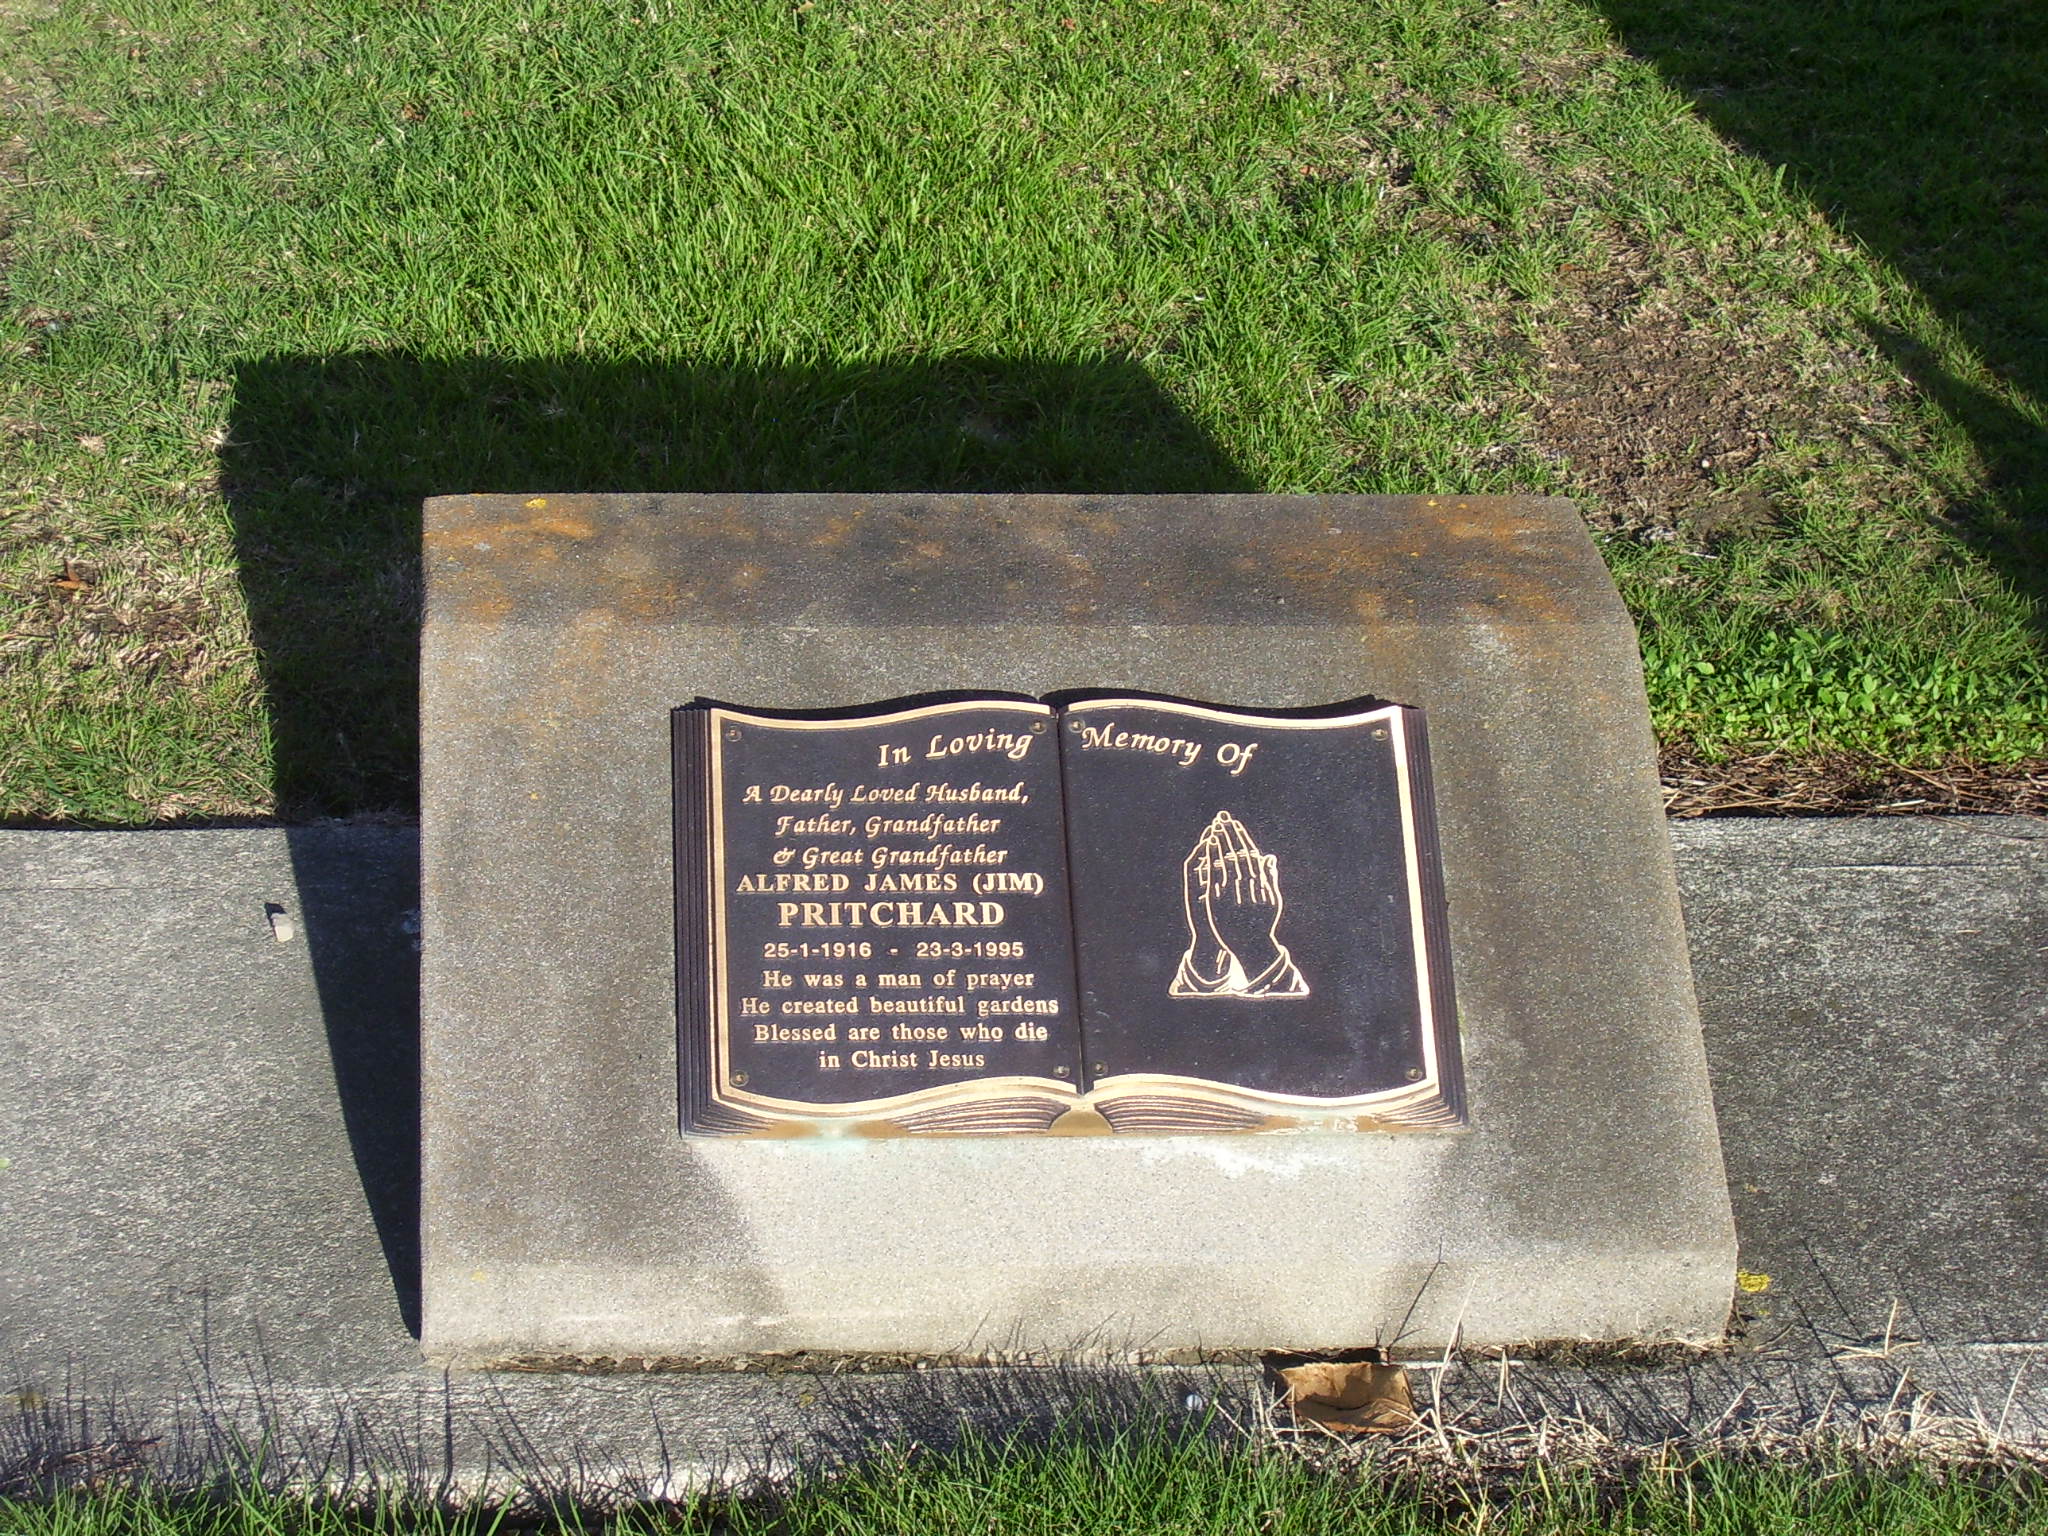 In Loving Memory Of
A Dearly Loved Husband,
Father, Grandfather
& Great Grandfather
ALFRED JAMES (JIM)
PRITCHARD
25-1-1916 - 23-3-1995
He was a man of prayer
He created beautiful gardens
Blessed are those who die
in Christ Jesus